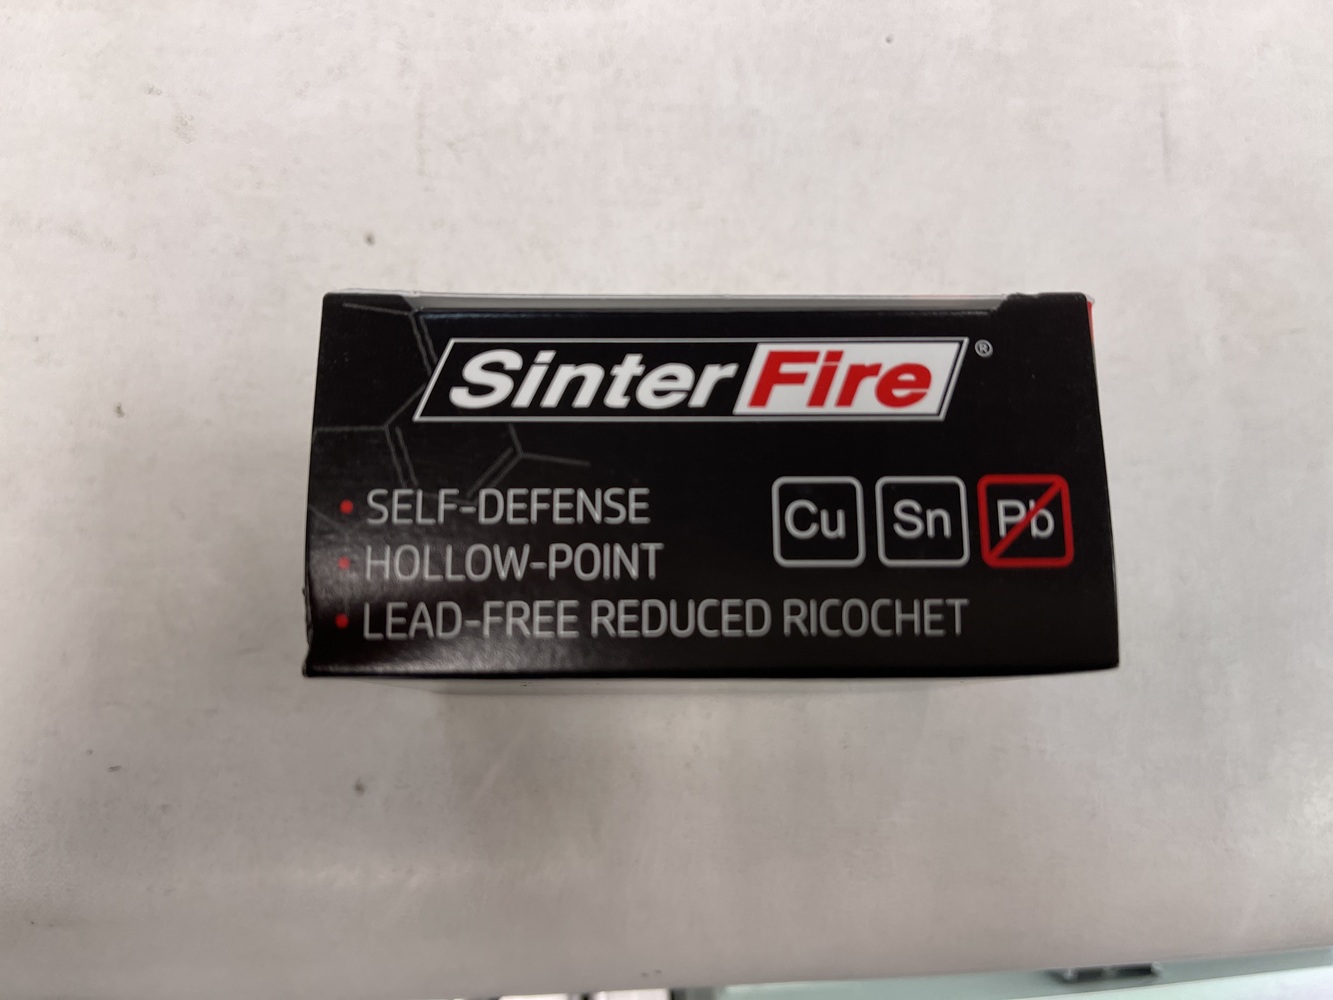 SinterFire®
• SELF-DEFENSE
• HOLLOW-POINT
• LEAD-FREE REDUCED RICOCHET
Cu Sn Pb